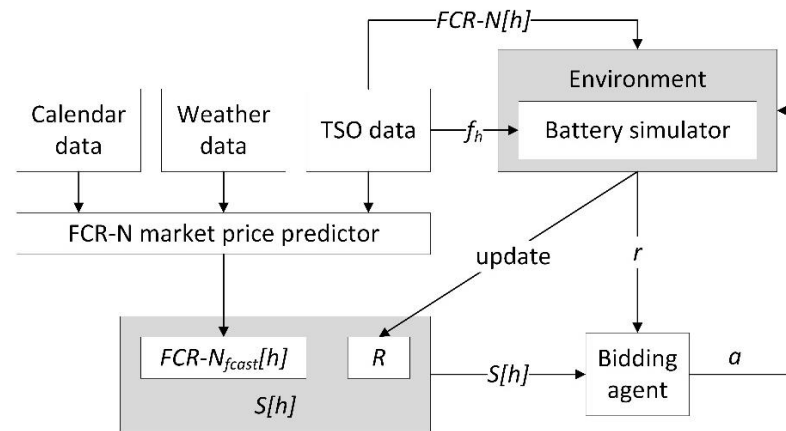 FCR-N[h]
Environment
Calendar
data
Weather
data
TSO data
f_h
Battery simulator
FCR-N market price predictor
update
r
FCR-N_fcast[h]
R
S[h]
S[h]
Bidding
agent
a